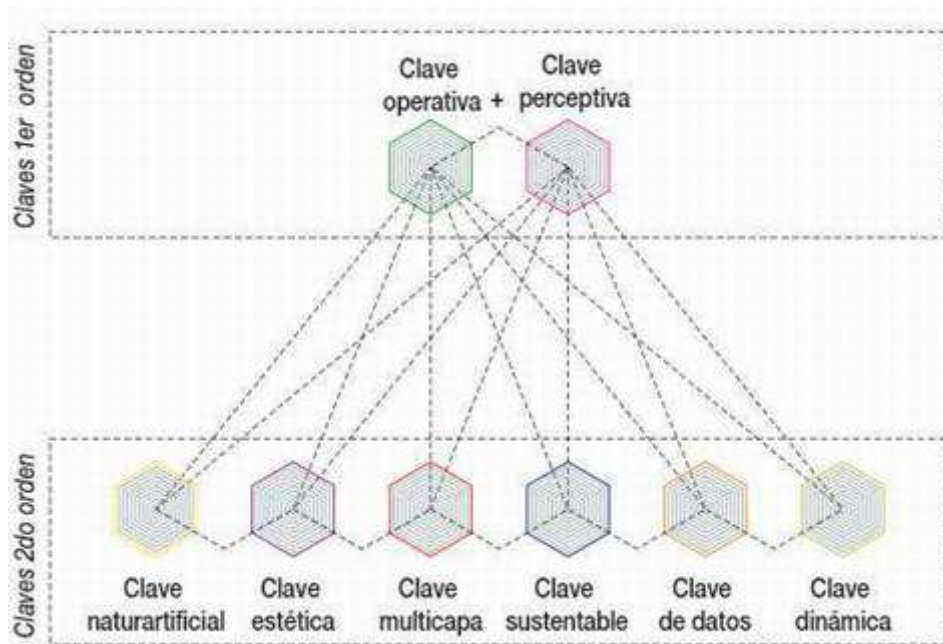 Claves 1er orden
Clave
operativa
+
Clave
perceptiva
Claves 2do orden
Clave
naturartificial
Clave
estética
Clave
multicapa
Clave
sustentable
Clave
de datos
Clave
dinámica